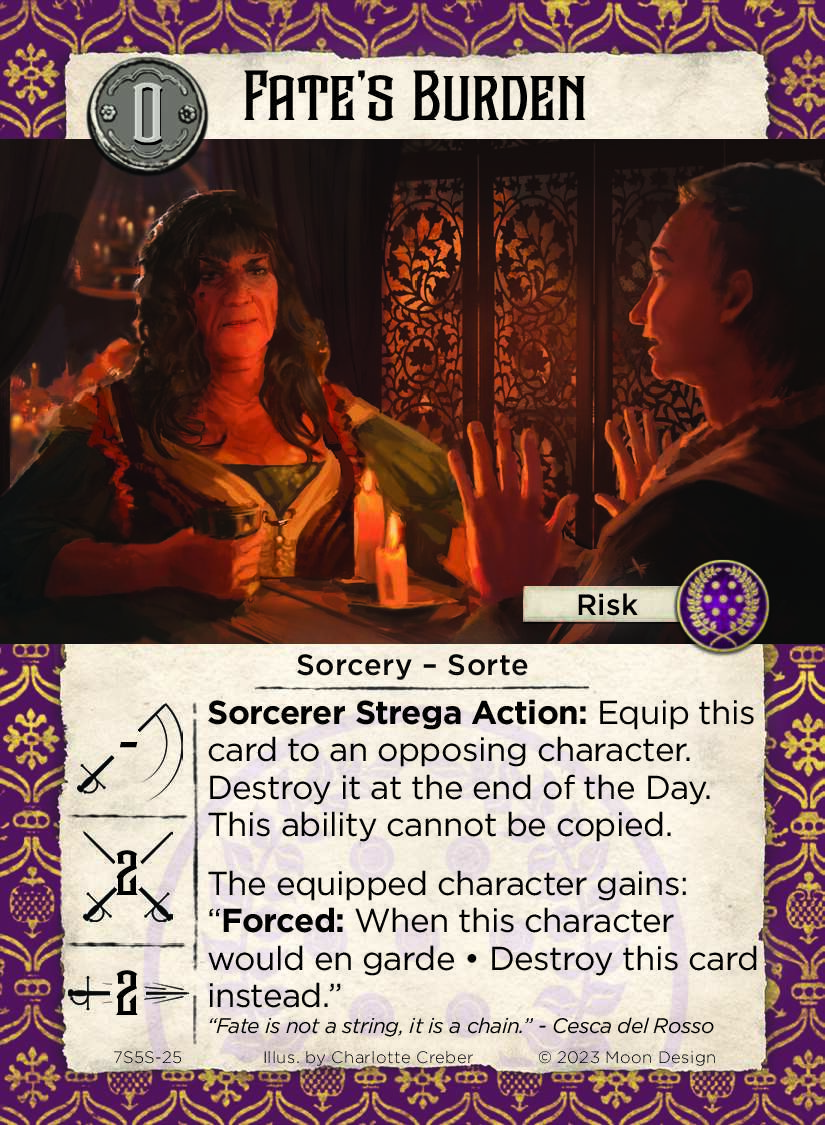 0
FATE'S BURDEN
Risk
Sorcery – Sorte
-
2
2
Sorcerer Strega Action: Equip this
card to an opposing character.
Destroy it at the end of the Day.
This ability cannot be copied.
The equipped character gains:
“Forced: When this character
would en garde • Destroy this card
instead.”
“Fate is not a string, it is a chain.” - Cesca del Rosso
7S5S-25 Illus. by Charlotte Creber © 2023 Moon Design